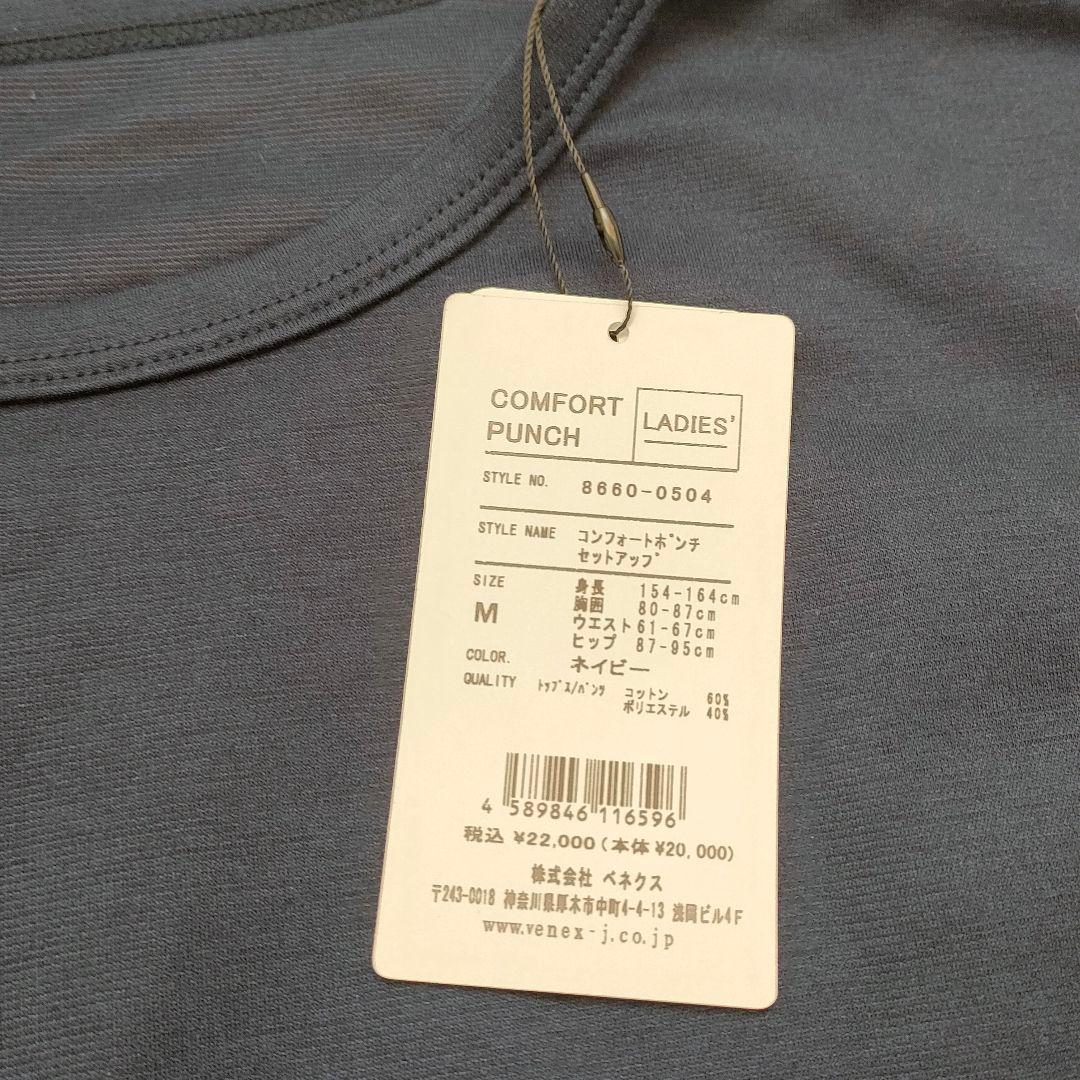 COMFORT
PUNCH
LADIES'
STYLE NO. 8660-0504
STYLE NAME コンフォートポンチ
セットアップ
SIZE 身長 154-164cm
M 胸囲 80-87cm
ウエスト 61-67cm
ヒップ 87-95cm
COLOR. ネイビー
QUALITY トップス/パンツ コットン 60%
ポリエステル 40%
4 589846 116596
税込 ¥22,000(本体 ¥20,000)
株式会社 ベネクス
〒243-0018 神奈川県厚木市中町4-4-13 浅岡ビル4F
www.venex-j.co.jp